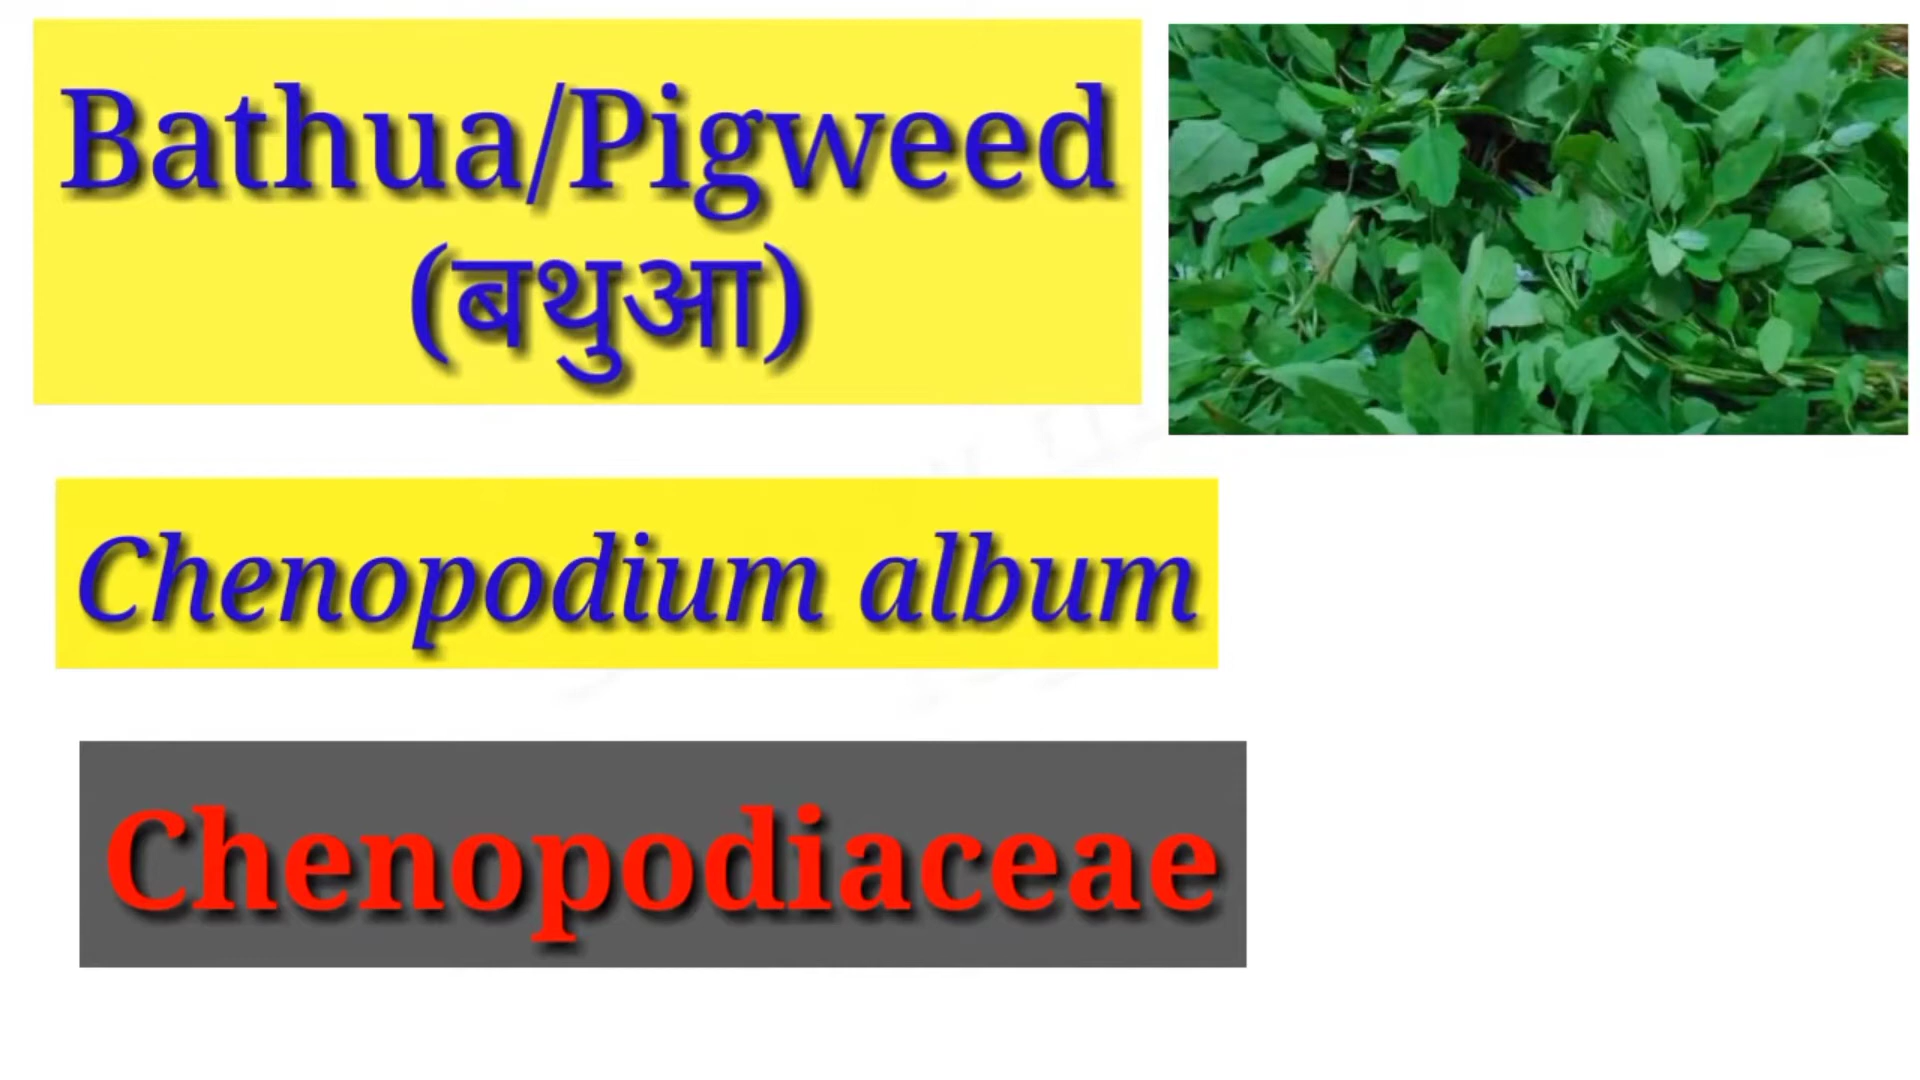 Bathua/Pigweed
(बथुआ)
Chenopodium album
Chenopodiaceae